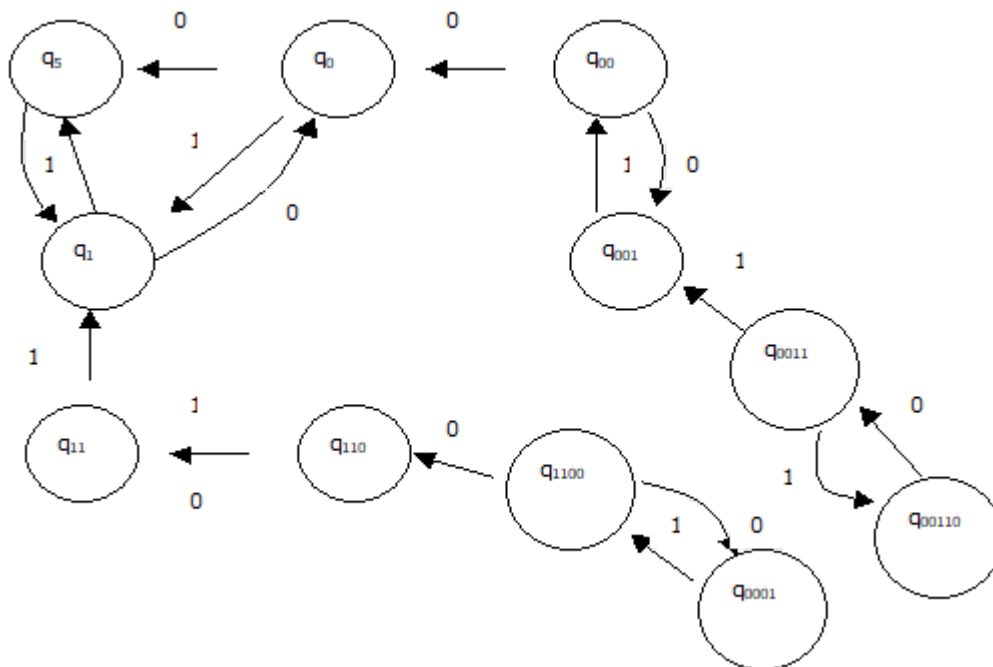 0 0
q₅ q₀ q₀₀
1
1 1 0
0
q₁ q₀₀₁ 1
1 q₀₀₁₁
1 0
q₁₁ q₁₁₀ 0
q₁₁₀₀ 1
0 1 0 q₀₀₁₁₀
q₀₀₀₁